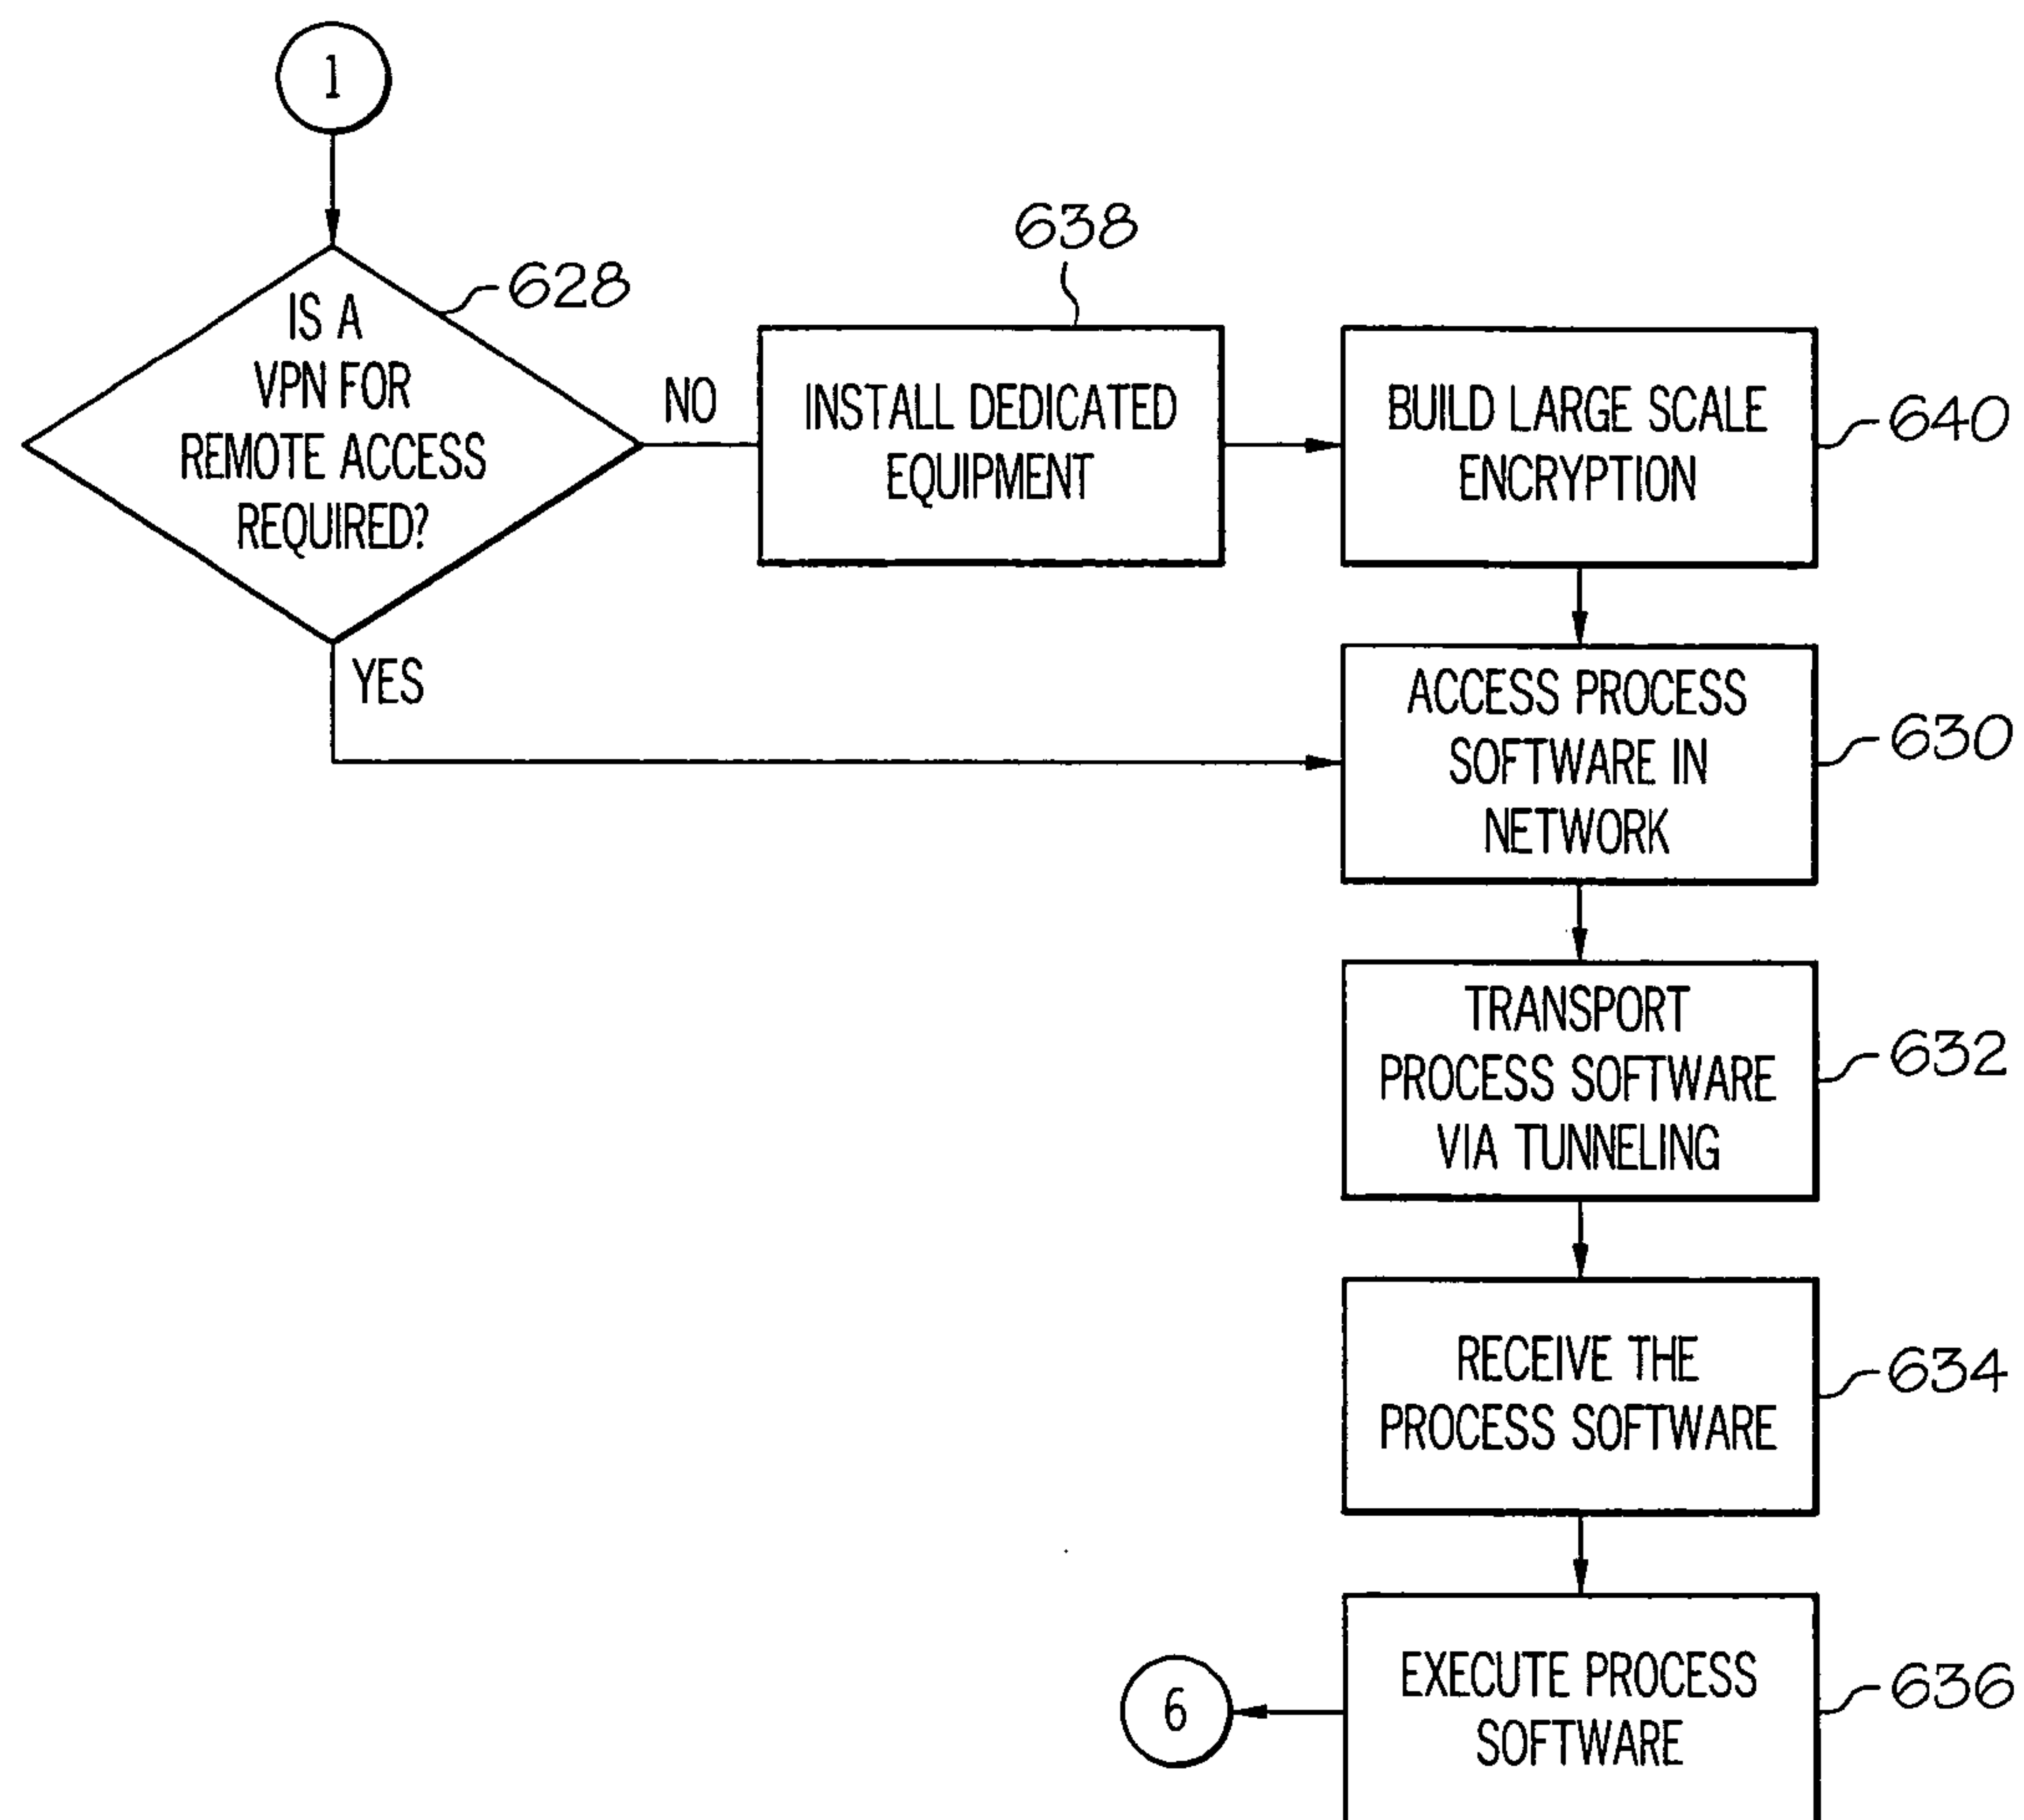 1
628
IS A
VPN FOR
REMOTE ACCESS
REQUIRED?
NO
YES
638
INSTALL DEDICATED
EQUIPMENT
BUILD LARGE SCALE
ENCRYPTION
640
ACCESS PROCESS
SOFTWARE IN
NETWORK
630
TRANSPORT
PROCESS SOFTWARE
VIA TUNNELING
632
RECEIVE THE
PROCESS SOFTWARE
634
EXECUTE PROCESS
SOFTWARE
636
6